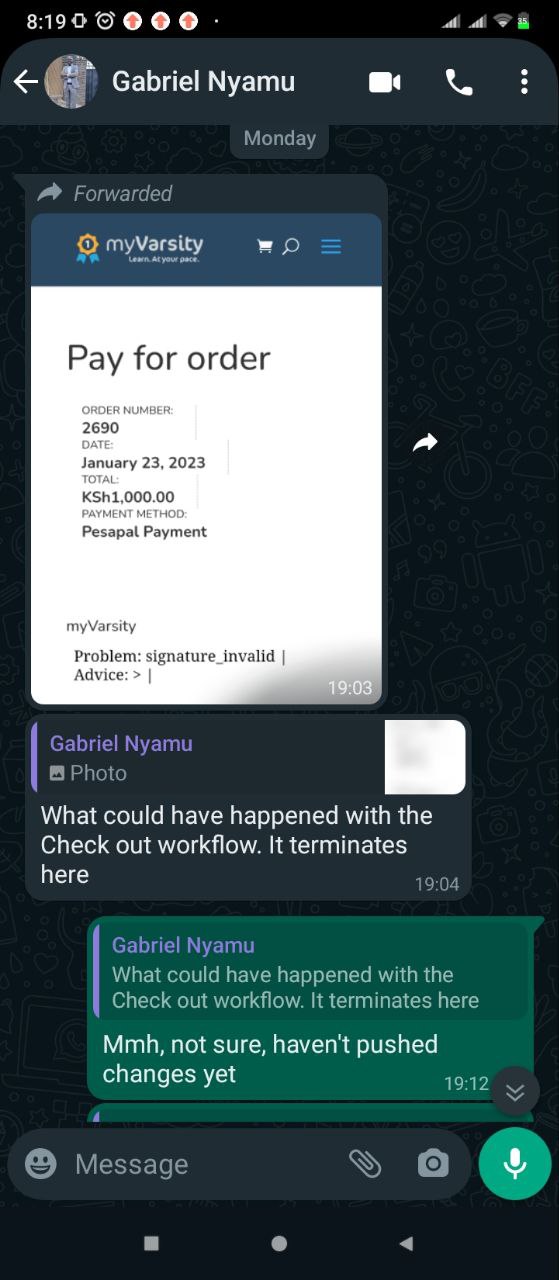 8:19
35
Gabriel Nyamu
Monday
Forwarded
1 myVarsity
Learn. At your pace.
Pay for order
ORDER NUMBER:
2690
DATE:
January 23, 2023
TOTAL:
KSh1,000.00
PAYMENT METHOD:
Pesapal Payment
myVarsity
Problem: signature_invalid |
Advice: > |
19:03
Gabriel Nyamu
Photo
What could have happened with the
Check out workflow. It terminates
here
19:04
Gabriel Nyamu
What could have happened with the
Check out workflow. It terminates here
Mmh, not sure, haven't pushed
changes yet
19:12
Message